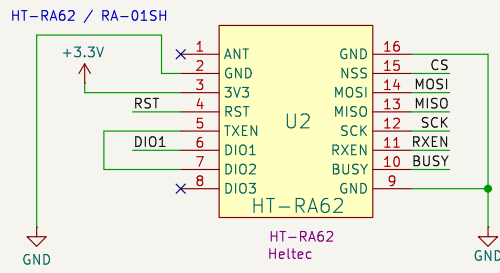 HT-RA62 / RA-01SH
+3.3V
1 ANT GND 16
2 GND NSS 15 CS
3 3V3 MOSI 14 MOSI
RST 4 RST MISO 13 MISO
5 TXEN U2 SCK 12 SCK
DIO1 6 DIO1 RXEN 11 RXEN
7 DIO2 BUSY 10 BUSY
8 DIO3 GND 9
HT-RA62
HT-RA62
Heltec
GND GND